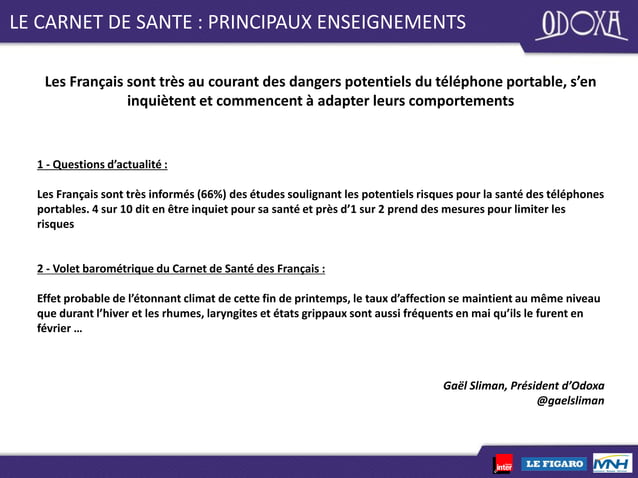 LE CARNET DE SANTE : PRINCIPAUX ENSEIGNEMENTS
ODOXA
Les Français sont très au courant des dangers potentiels du téléphone portable, s’en
inquiètent et commencent à adapter leurs comportements
1 - Questions d’actualité :
Les Français sont très informés (66%) des études soulignant les potentiels risques pour la santé des téléphones
portables. 4 sur 10 dit en être inquiet pour sa santé et près d’1 sur 2 prend des mesures pour limiter les
risques
2 - Volet barométrique du Carnet de Santé des Français :
Effet probable de l’étonnant climat de cette fin de printemps, le taux d’affection se maintient au même niveau
que durant l’hiver et les rhumes, laryngites et états grippaux sont aussi fréquents en mai qu’ils le furent en
février …
Gaël Sliman, Président d’Odoxa
@gaelsliman
inter
LE FIGARO
MNH